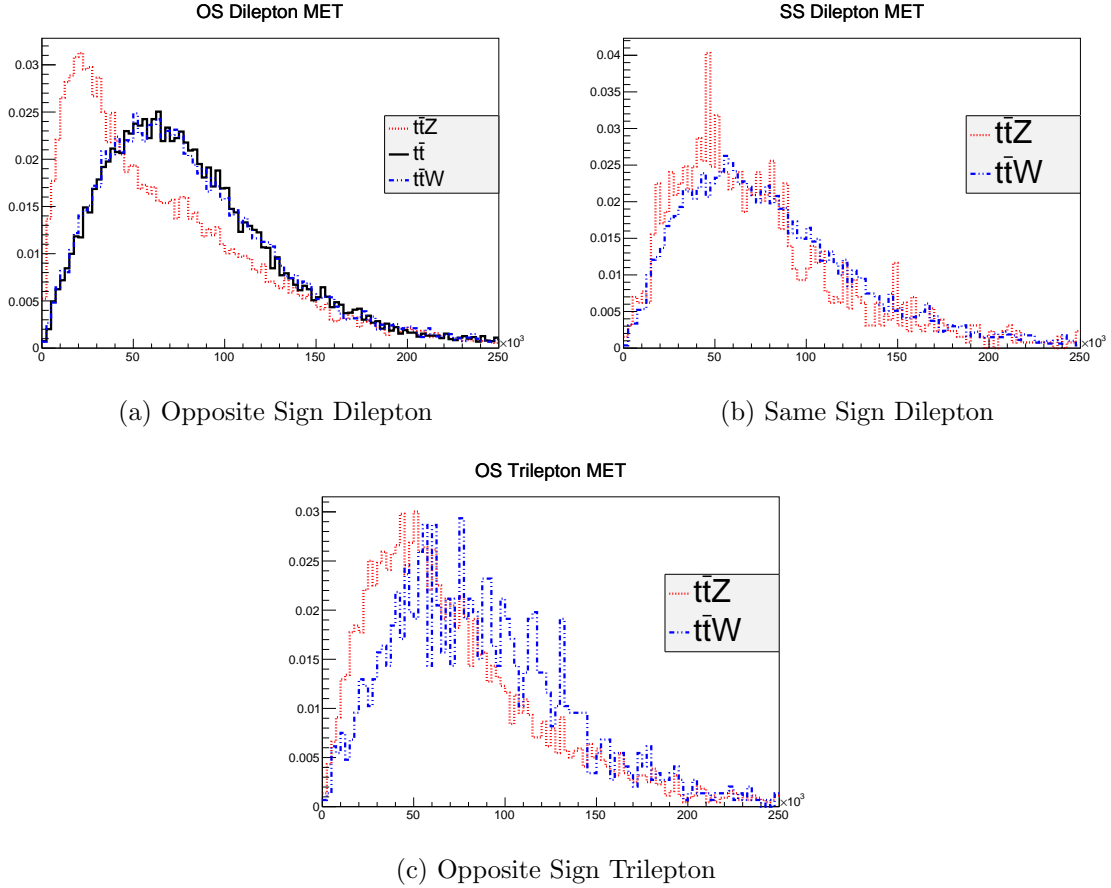 OS Dilepton MET
0.03
0.025
0.02
0.015
0.01
0.005
0
0 50 100 150 200 250
×10³
tt̄Z
tt̄
tt̄W
(a) Opposite Sign Dilepton
SS Dilepton MET
0.04
0.035
0.03
0.025
0.02
0.015
0.01
0.005
0
0 50 100 150 200 250
×10³
tt̄Z
tt̄W
(b) Same Sign Dilepton
OS Trilepton MET
0.03
0.025
0.02
0.015
0.01
0.005
0
0 50 100 150 200 250
×10³
tt̄Z
tt̄W
(c) Opposite Sign Trilepton